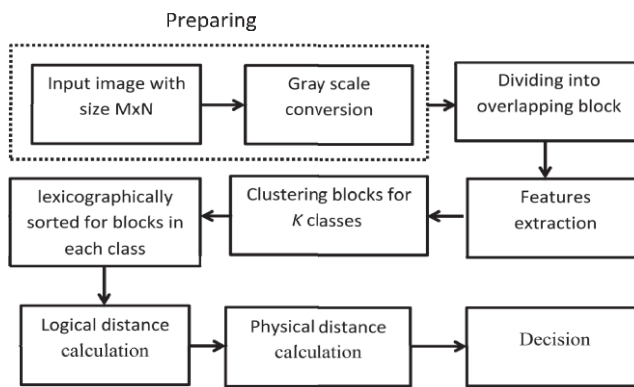 Preparing
Input image with
size MxN
Gray scale
conversion
Dividing into
overlapping block
Features
extraction
Clustering blocks for
K classes
lexicographically
sorted for blocks in
each class
Logical distance
calculation
Physical distance
calculation
Decision